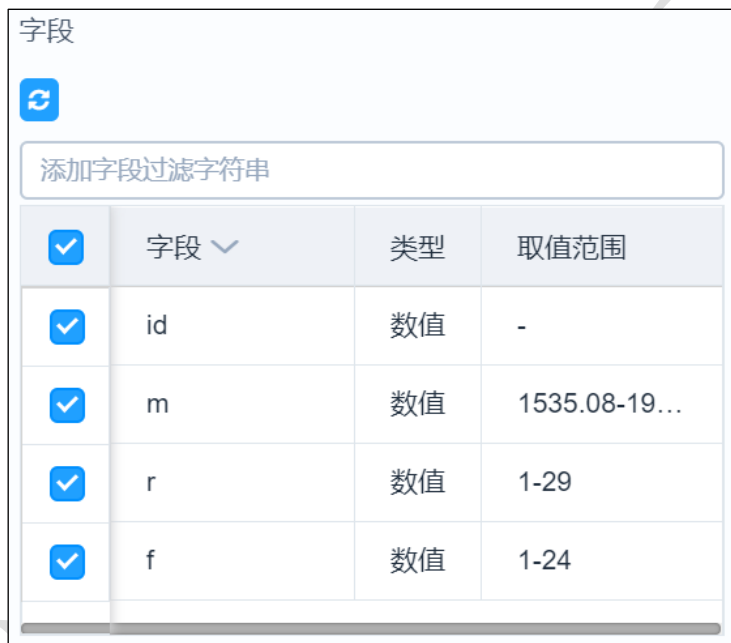 字段
添加字段过滤字符串
字段 类型 取值范围
id 数值 -
m 数值 1535.08-19...
r 数值 1-29
f 数值 1-24